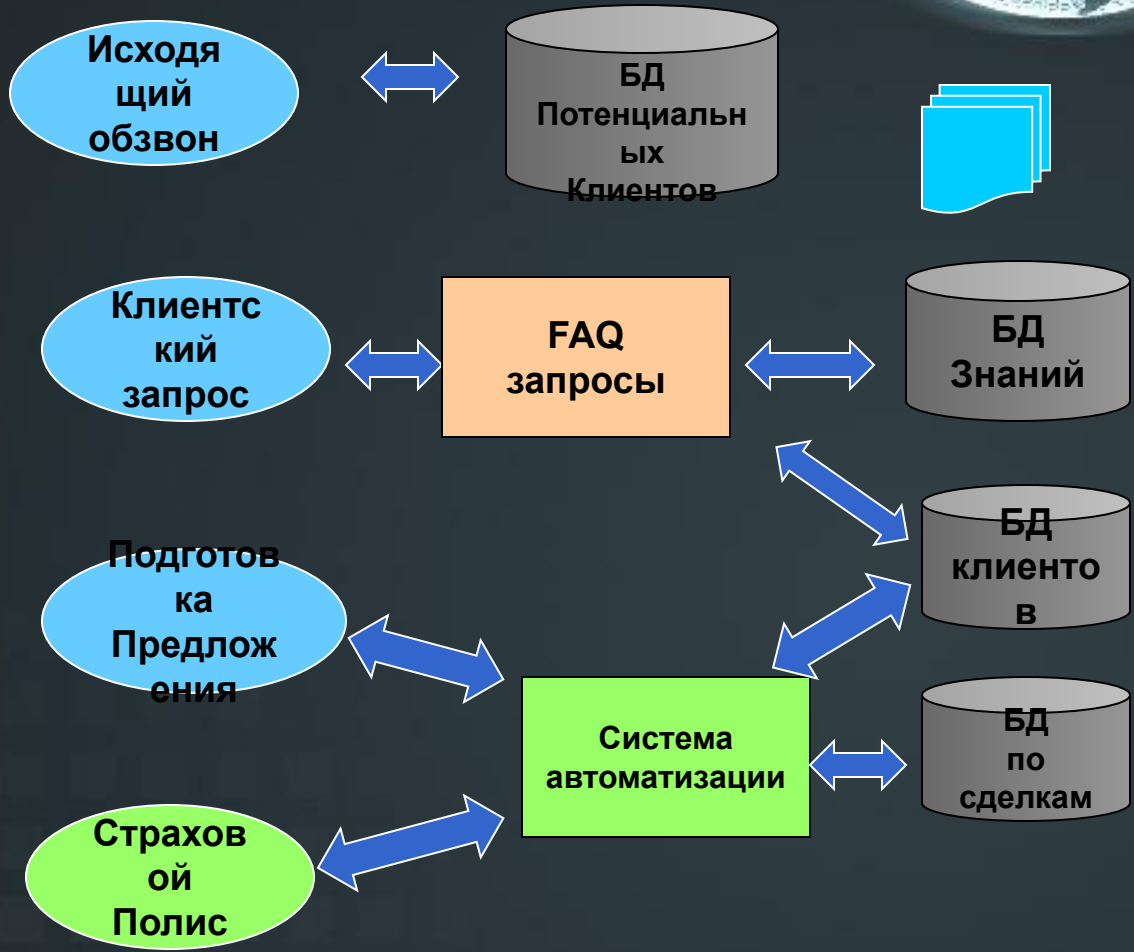 Исходя
щий
обзвон
БД
Потенциальн
ых
Клиентов
Клиентс
кий
запрос
FAQ
запросы
БД
Знаний
Подготов
ка
Предлож
ения
БД
клиенто
в
Система
автоматизации
БД
по
сделкам
Страхов
ой
Полис